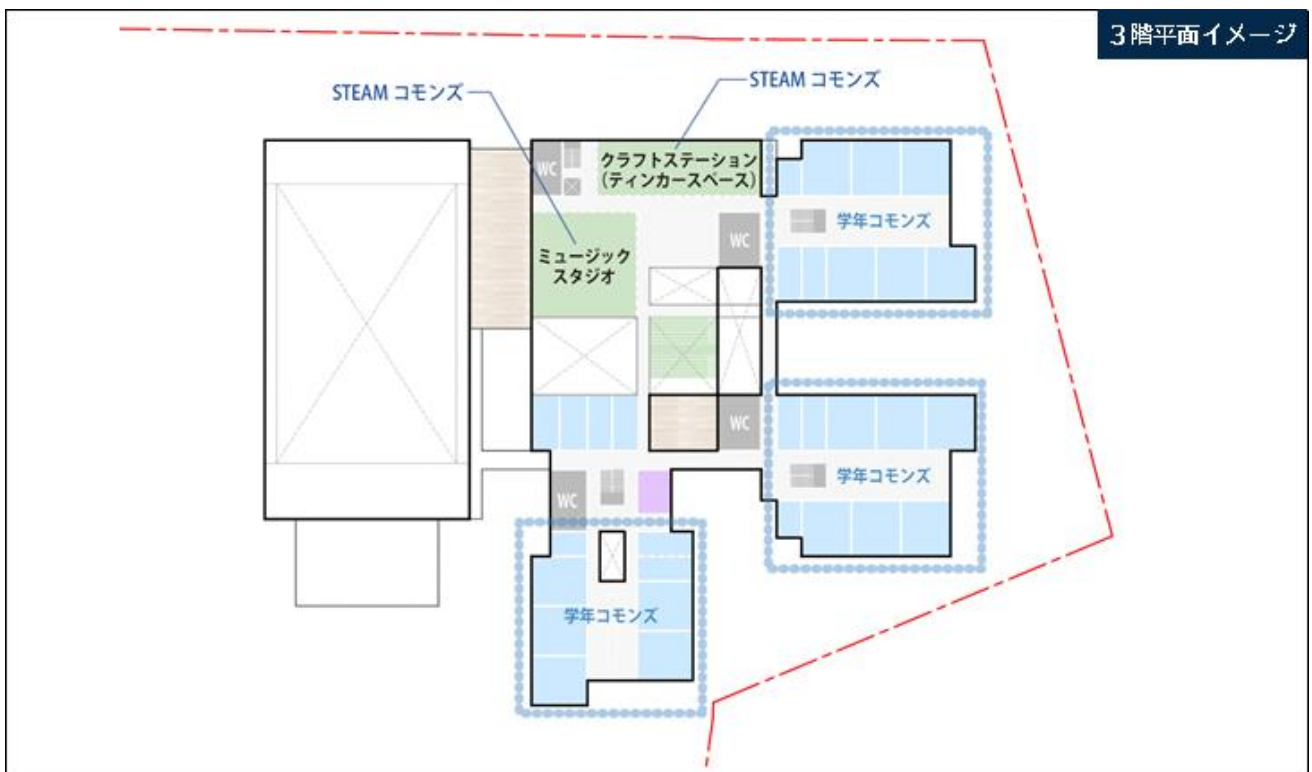 3階平面イメージ
STEAM コモンズ
STEAM コモンズ
WC
クラフトステーション
(ティンカースペース)
学年コモンズ
WC
ミュージック
スタジオ
WC
学年コモンズ
WC
学年コモンズ